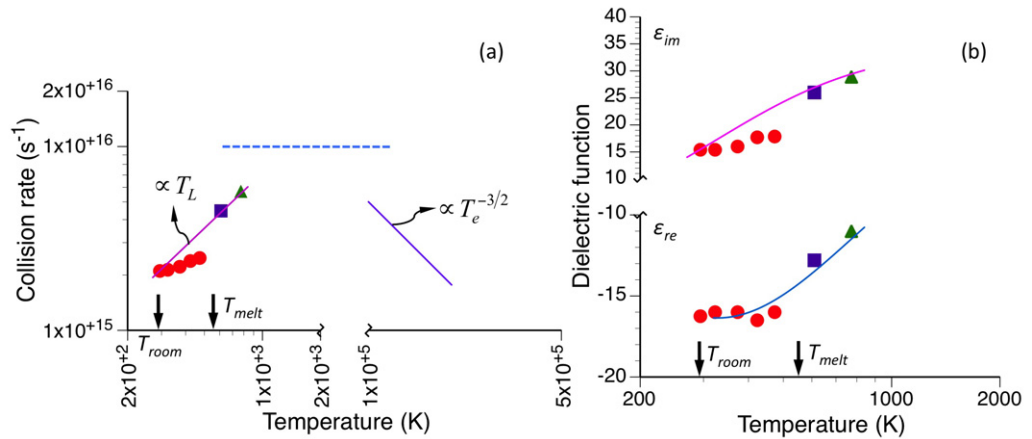 (a)
Collision rate (s⁻¹)
2x10⁺¹⁶
1x10⁺¹⁶
1x10⁺¹⁵
∝ T_L
∝ T_e^{-3/2}
T_room
T_melt
2x10⁺²
1x10⁺³
2x10⁺³
1x10⁺⁵
5x10⁺⁵
Temperature (K)
(b)
Dielectric function
ε_im
40
35
30
25
20
15
10
-10
ε_re
-15
-20
T_room
T_melt
200
1000
2000
Temperature (K)